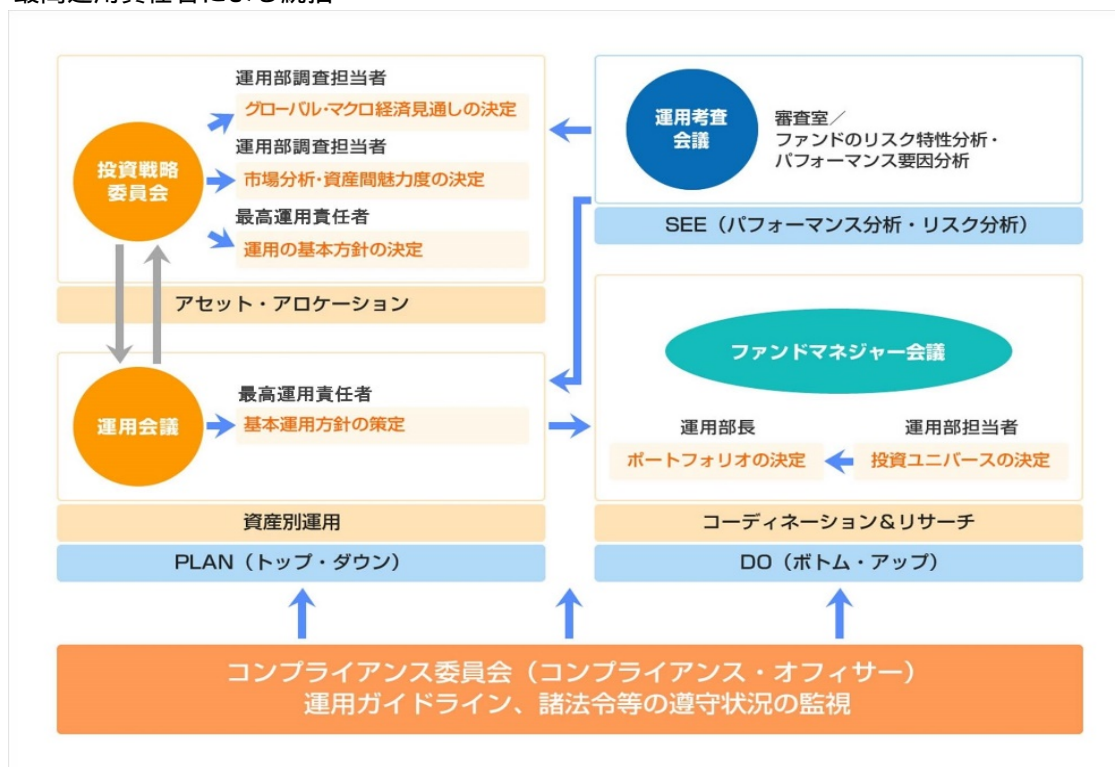 運用部調査担当者
グローバル・マクロ経済見通しの決定
運用部調査担当者
市場分析・資産間魅力度の決定
最高運用責任者
運用の基本方針の決定
投資戦略
委員会
アセット・アロケーション
運用考査
会議
審査室／
ファンドのリスク特性分析・
パフォーマンス要因分析
SEE（パフォーマンス分析・リスク分析）
運用会議
最高運用責任者
基本運用方針の策定
資産別運用
PLAN（トップ・ダウン）
ファンドマネジャー会議
運用部長
ポートフォリオの決定
運用部担当者
投資ユニバースの決定
コーディネーション＆リサーチ
DO（ボトム・アップ）
コンプライアンス委員会（コンプライアンス・オフィサー）
運用ガイドライン、諸法令等の遵守状況の監視